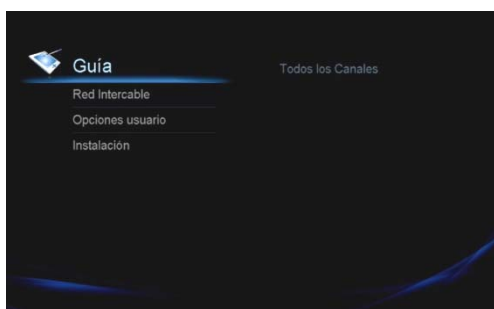 Guía
Todos los Canales
Red Intercable
Opciones usuario
Instalación